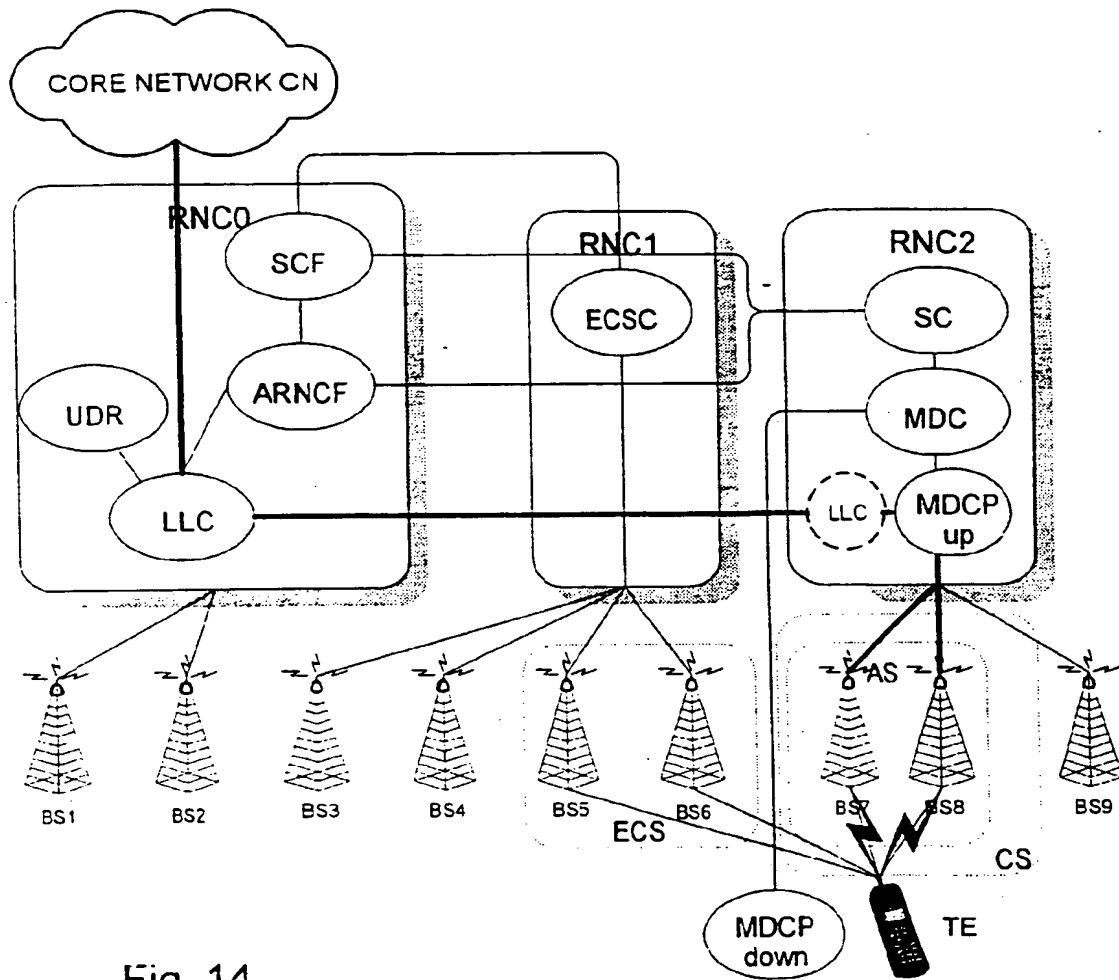 CORE NETWORK CN
RNC0
SCF
RNC1
RNC2
ECSC
SC
UDR
ARNCF
MDC
LLC
LLC
MDCP
up
AS
BS1
BS2
BS3
BS4
BS5
BS6
BS7
BS8
BS9
ECS
CS
MDCP
down
TE
Fig. 14